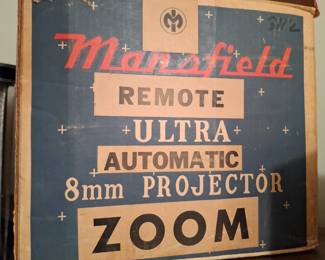 Mansfield
REMOTE
ULTRA
AUTOMATIC
8mm PROJECTOR
ZOOM